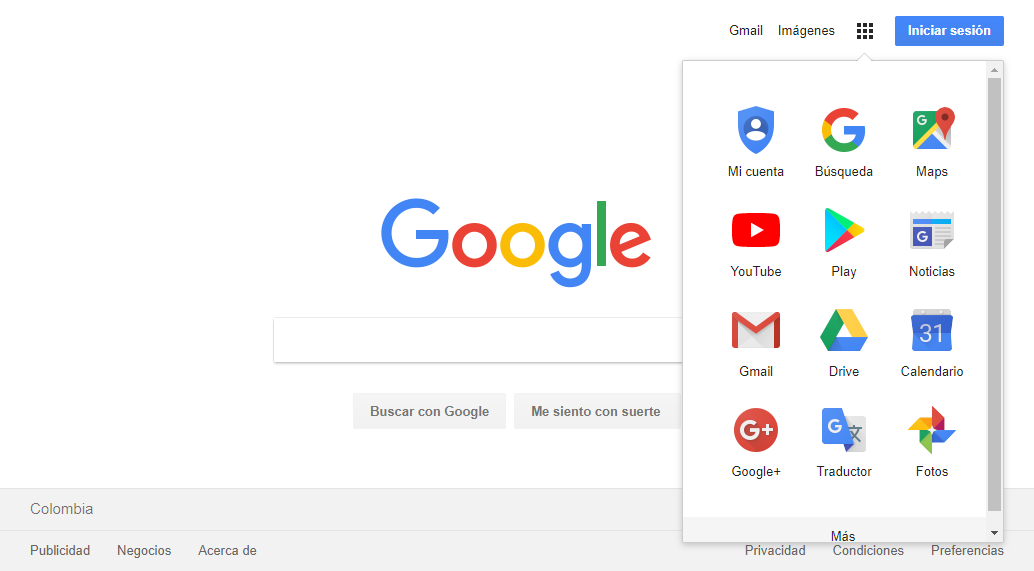 Gmail Imágenes Iniciar sesión
Google
Buscar con Google Me siento con suerte
Mi cuenta Búsqueda Maps
YouTube Play Noticias
31
Gmail Drive Calendario
G+
Google+ Traductor Fotos
Más
Colombia
Publicidad Negocios Acerca de Privacidad Condiciones Preferencias